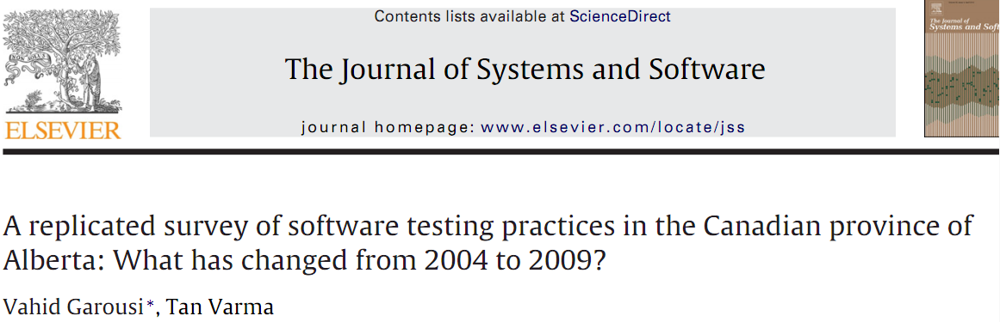 Contents lists available at ScienceDirect
The Journal of Systems and Software
journal homepage: www.elsevier.com/locate/jss
ELSEVIER
The Journal of
Systems and Soft
A replicated survey of software testing practices in the Canadian province of
Alberta: What has changed from 2004 to 2009?
Vahid Garousi*, Tan Varma